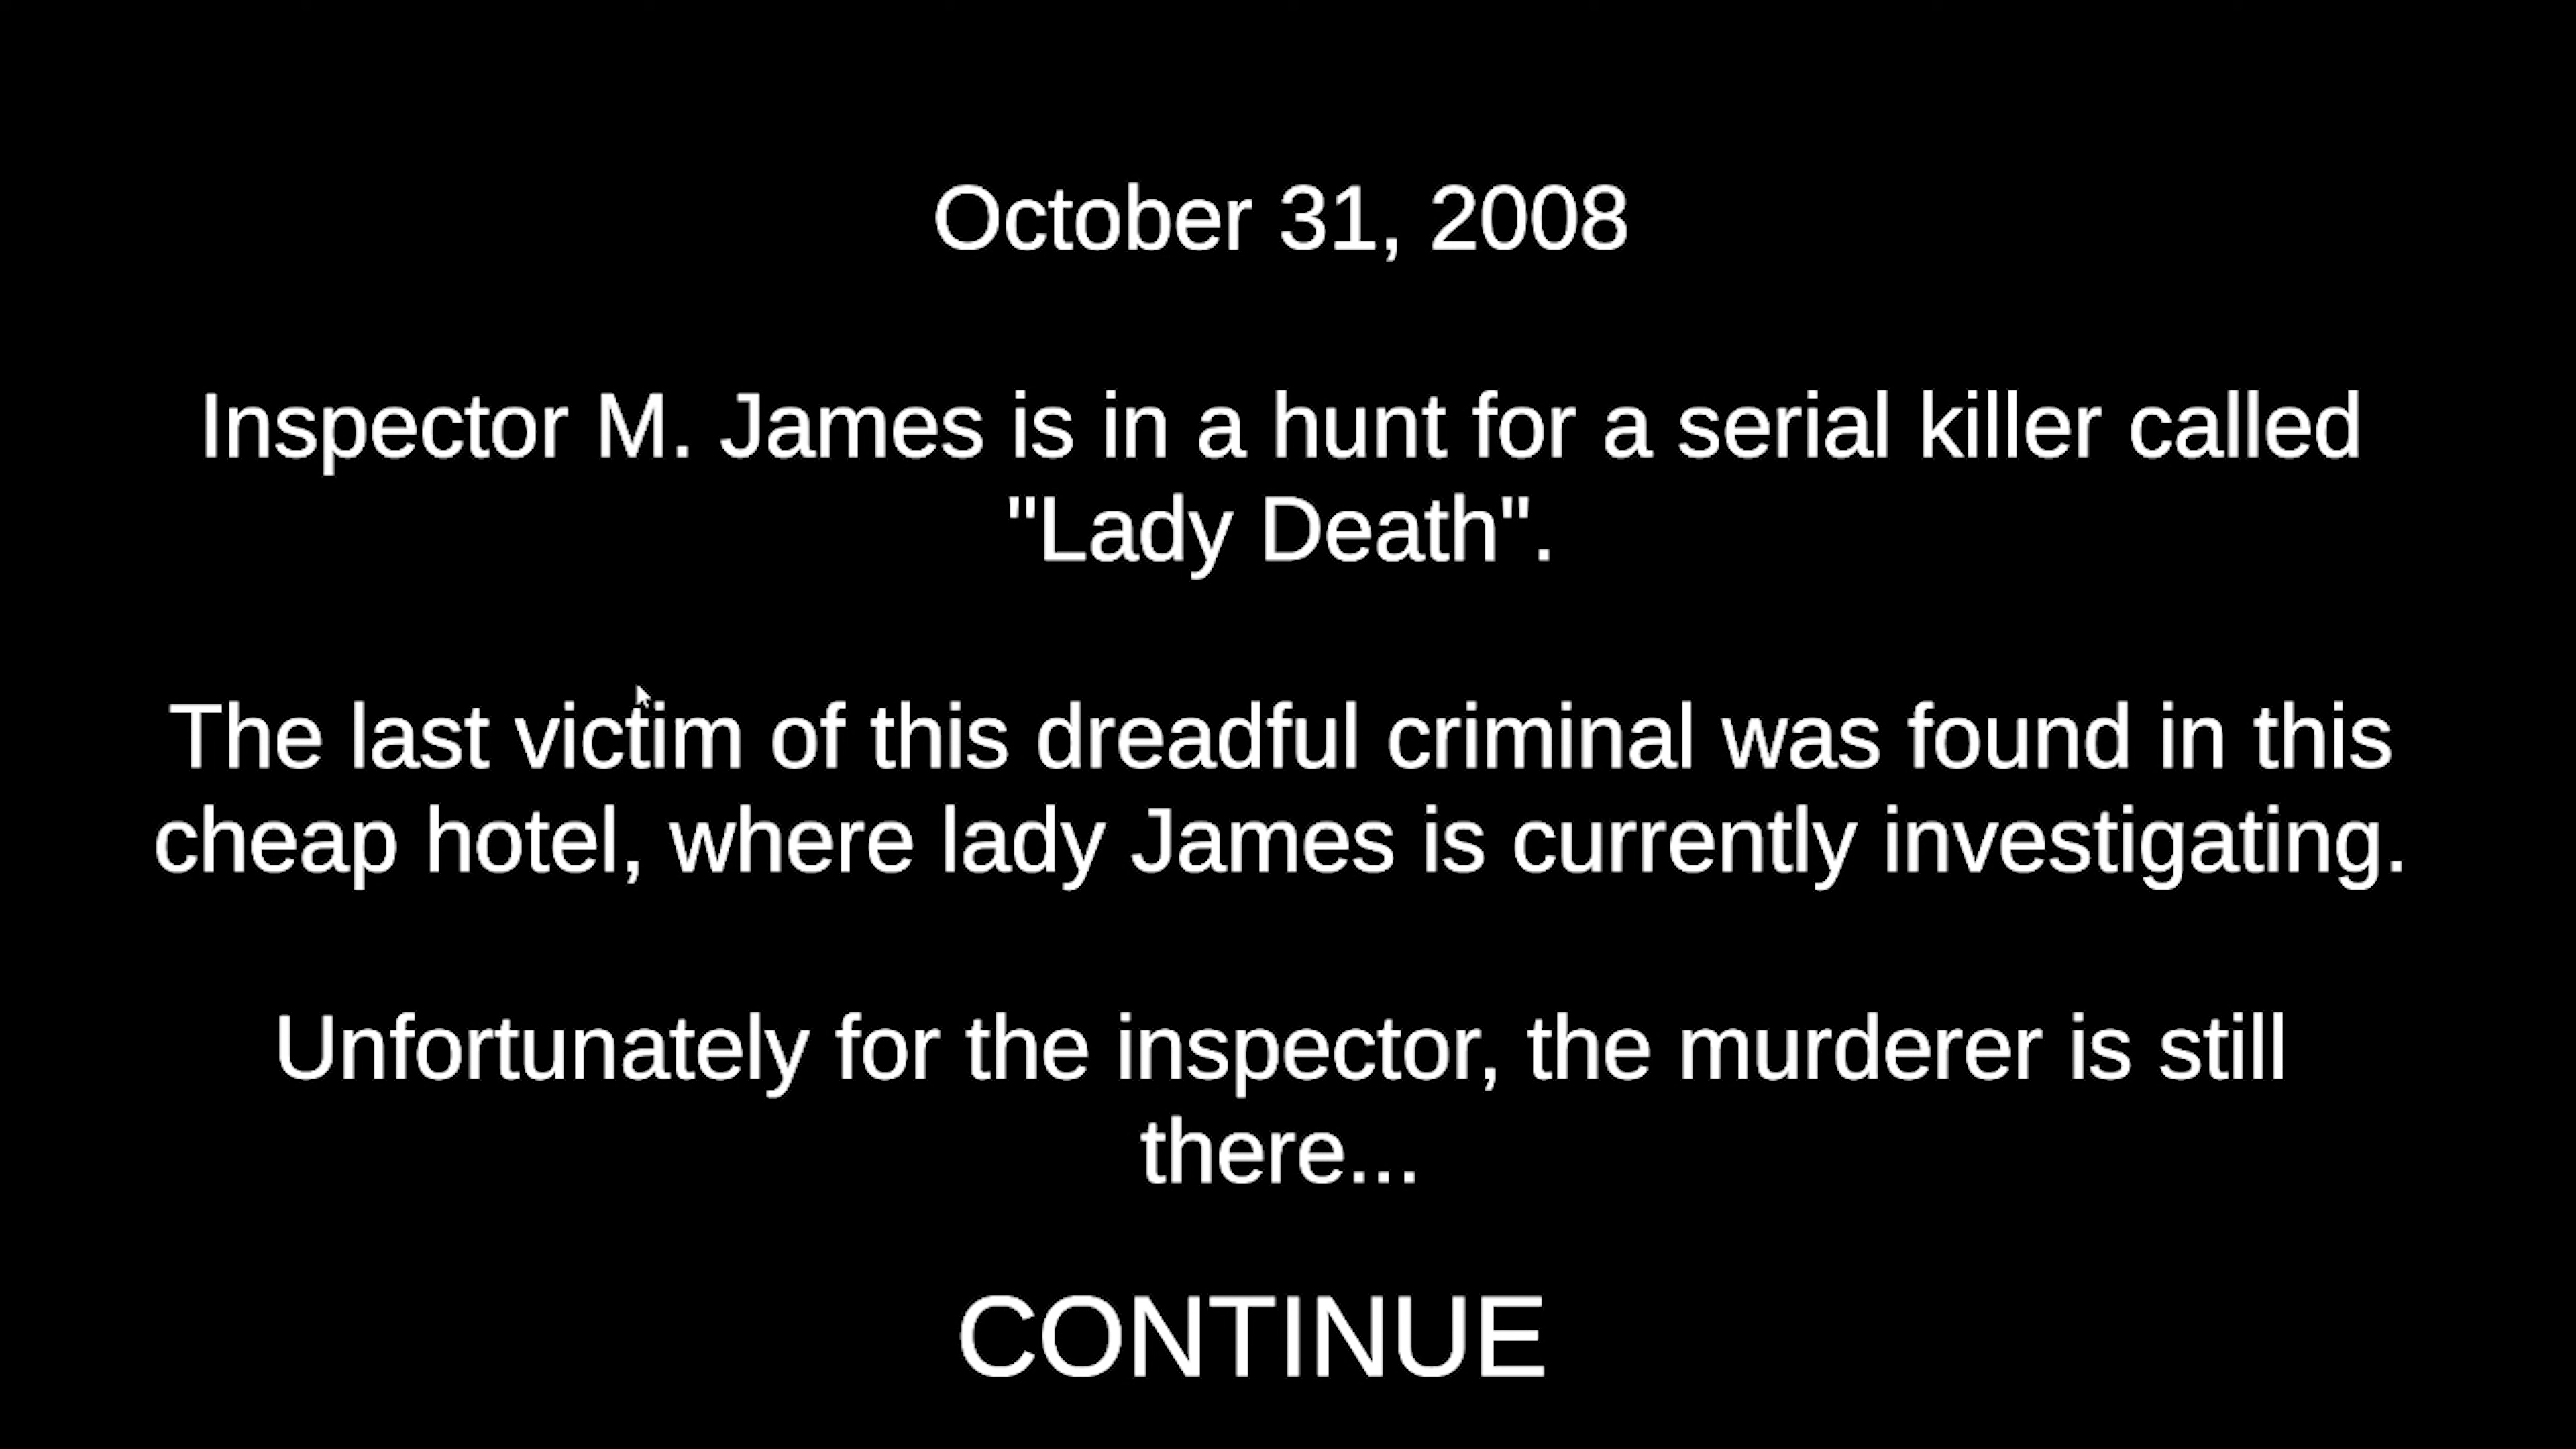 October 31, 2008
Inspector M. James is in a hunt for a serial killer called
"Lady Death".
The last victim of this dreadful criminal was found in this
cheap hotel, where lady James is currently investigating.
Unfortunately for the inspector, the murderer is still
there...
CONTINUE